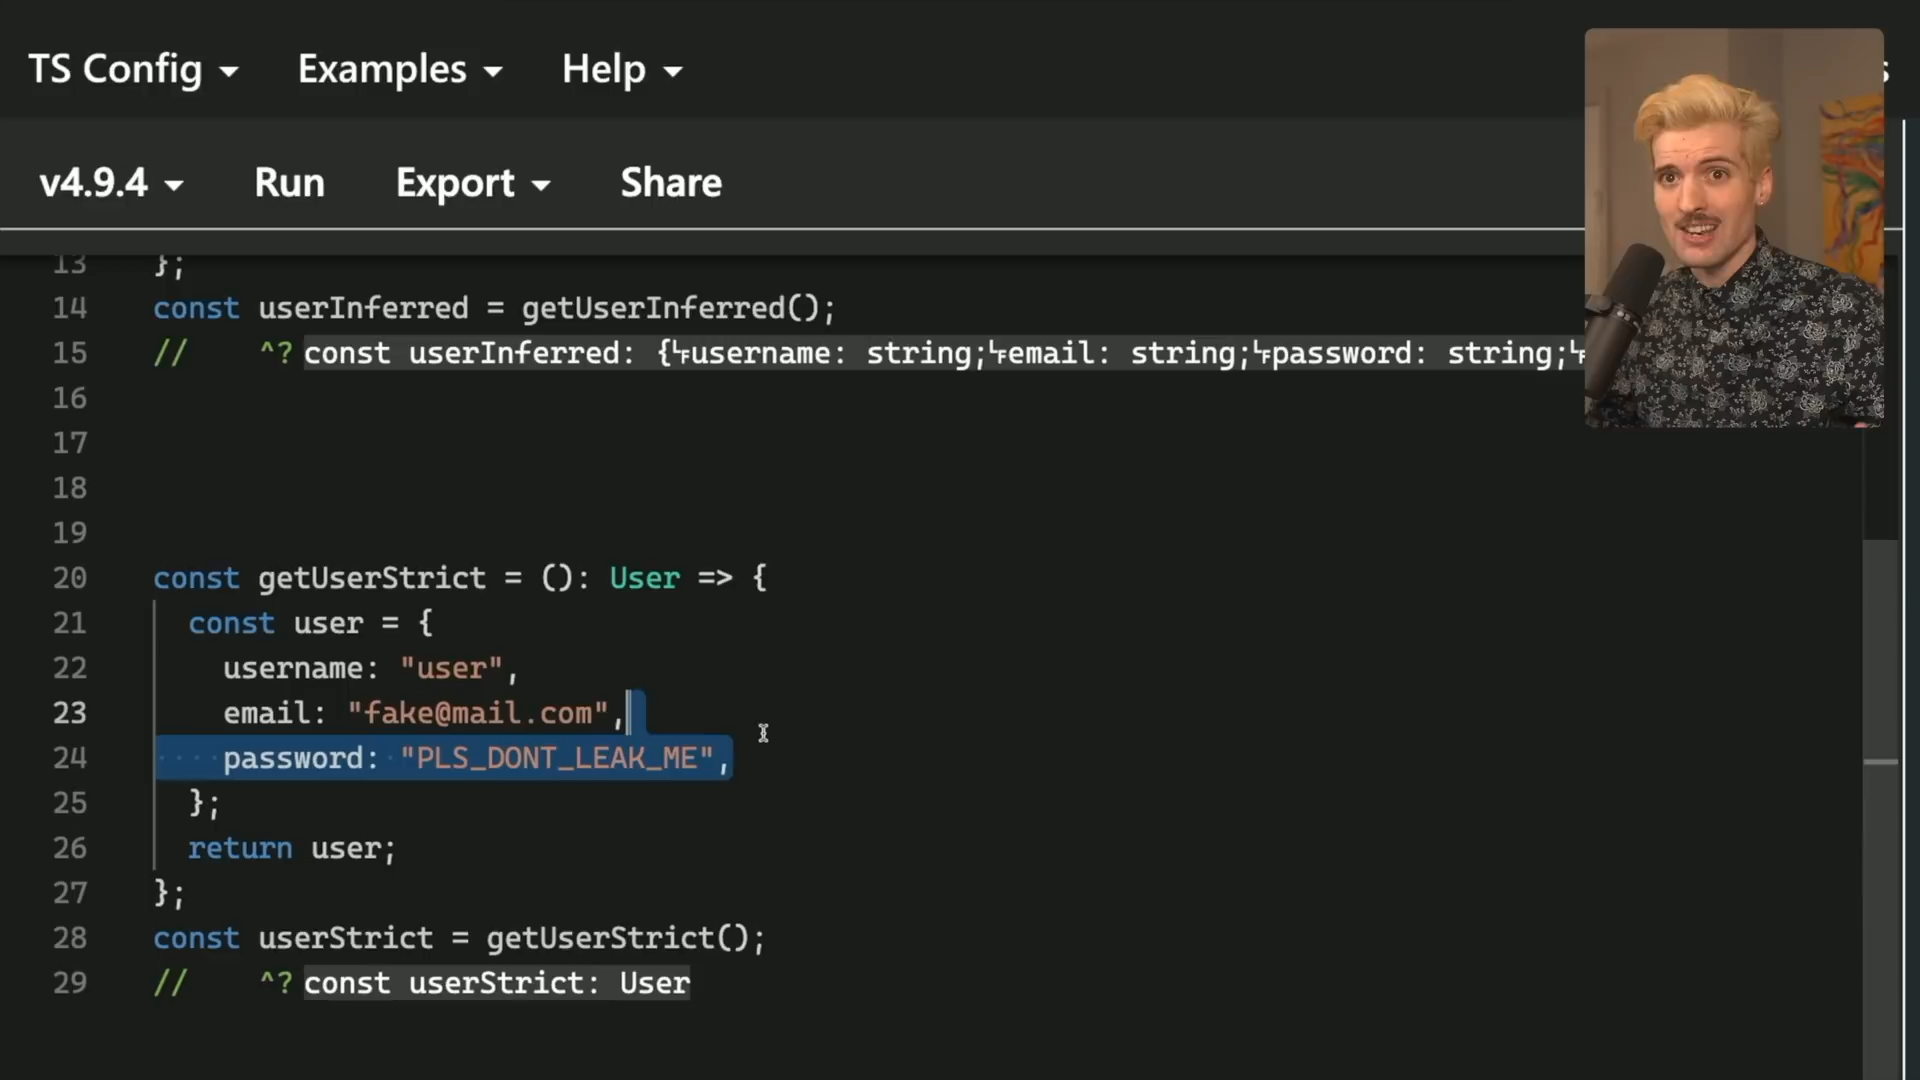 TS Config Examples Help
v4.9.4 Run Export Share
13 };
14 const userInferred = getUserInferred();
15 // ^? const userInferred: {↳username: string;↳email: string;↳password: string;↳
16
17
18
19
20 const getUserStrict = (): User => {
21 const user = {
22 username: "user",
23 email: "fake@mail.com",
24 password: "PLS_DONT_LEAK_ME",
25 };
26 return user;
27 };
28 const userStrict = getUserStrict();
29 // ^? const userStrict: User